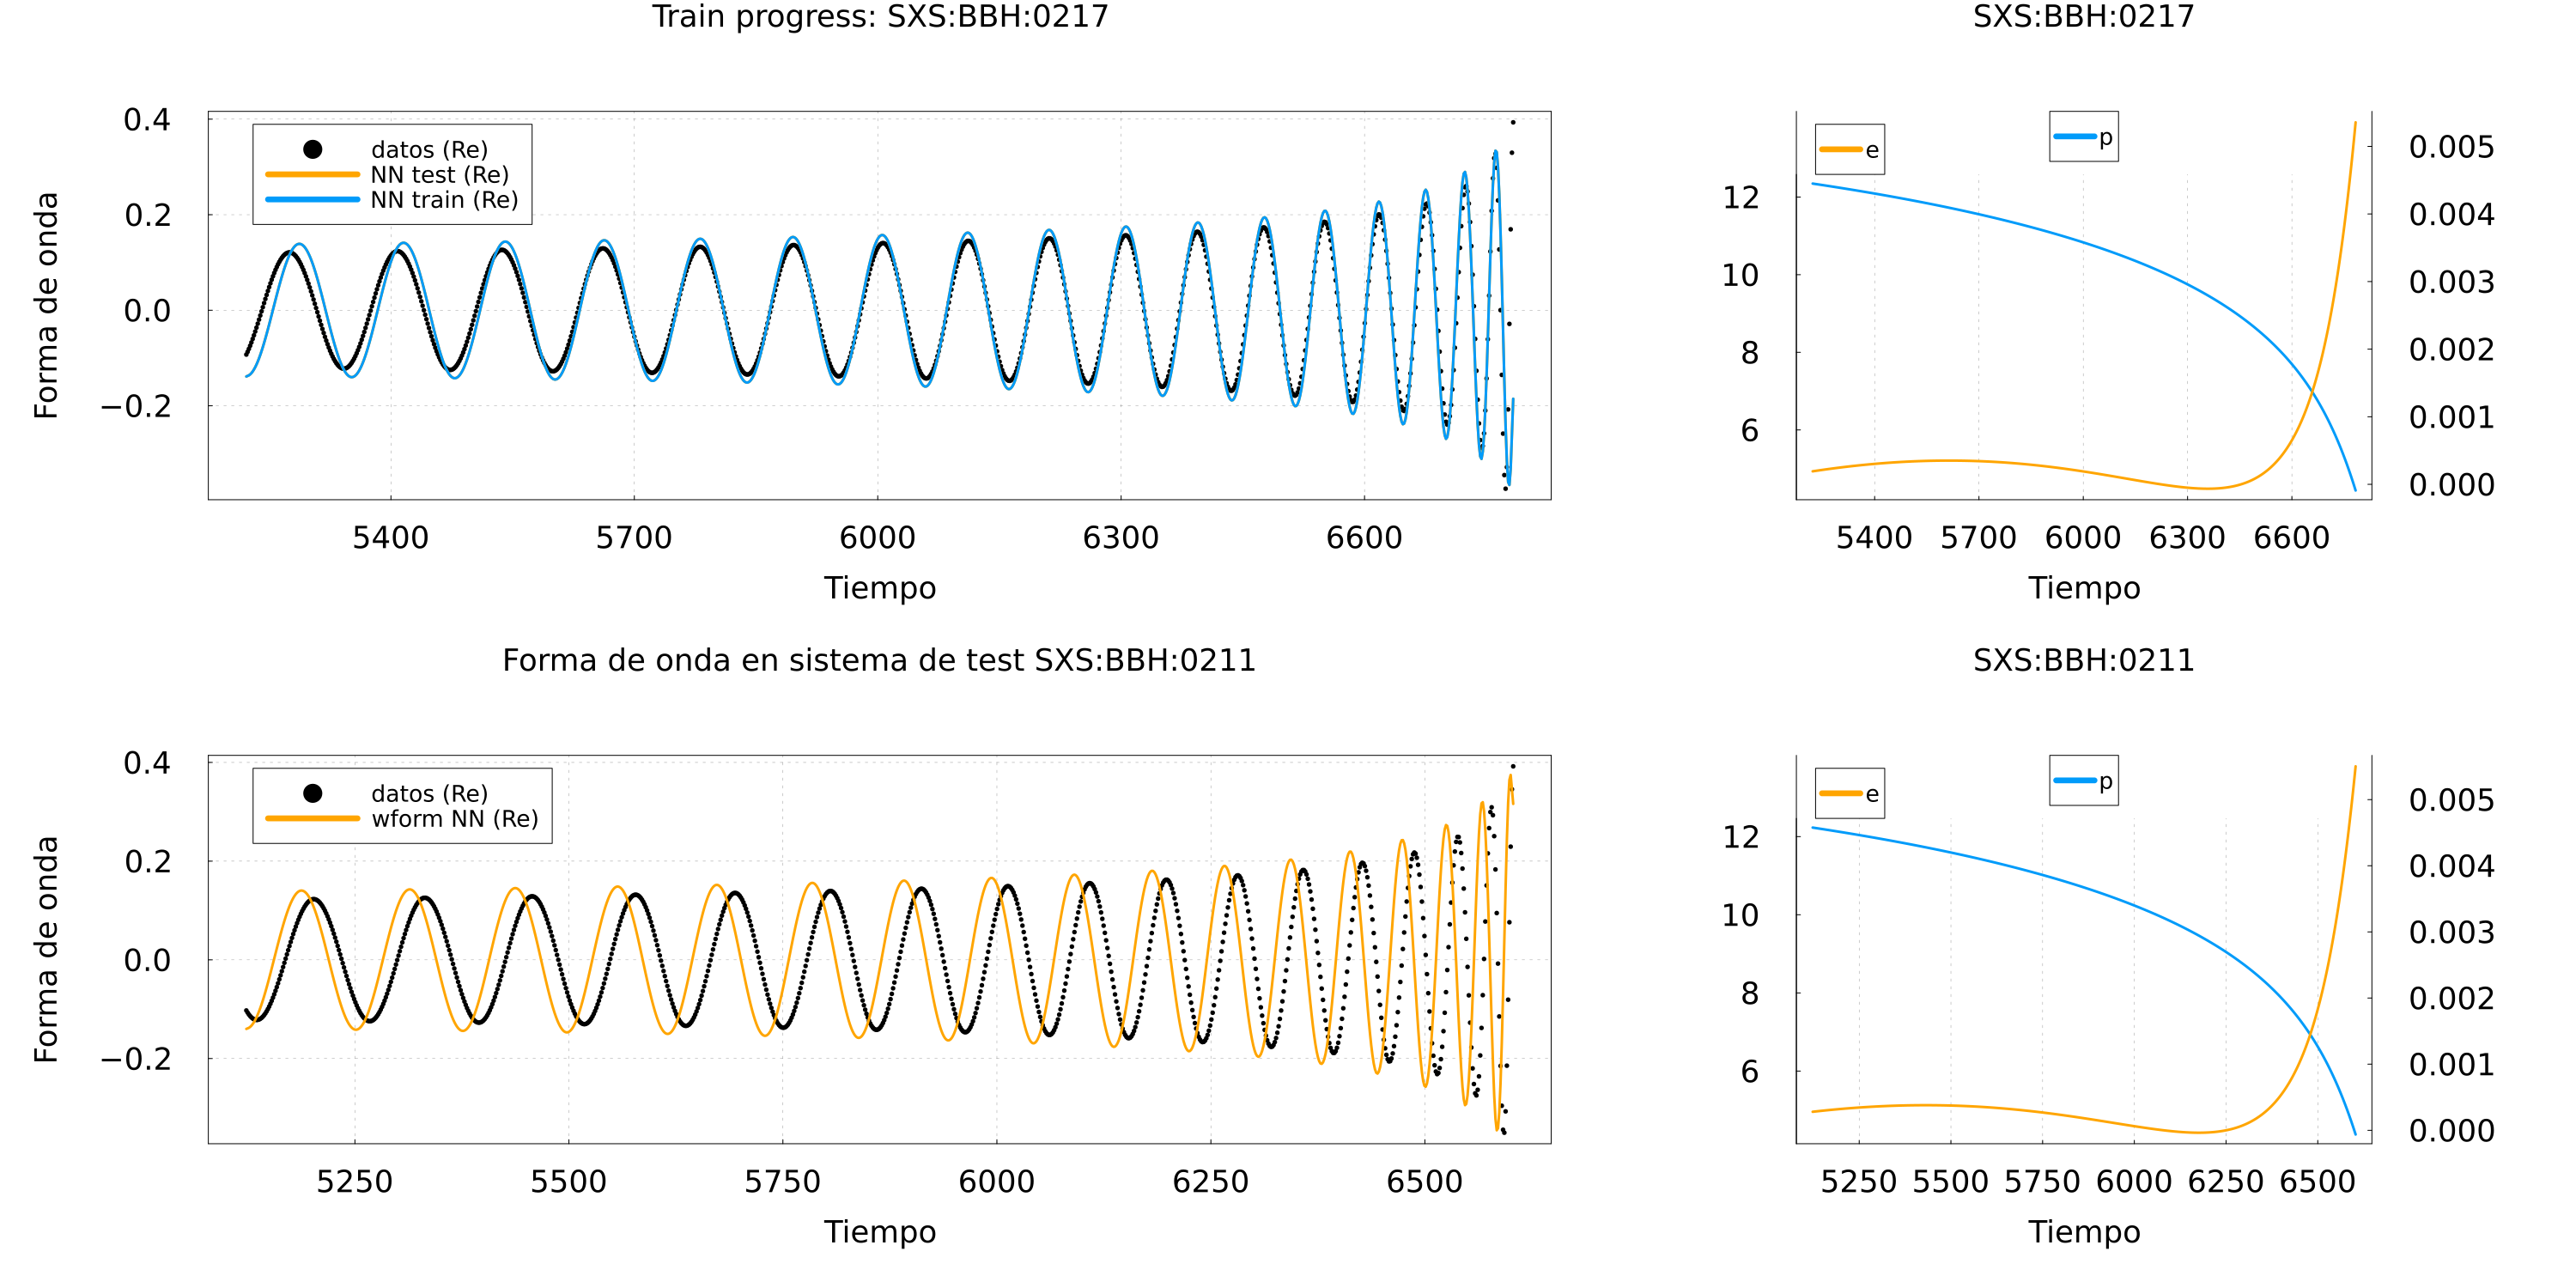 Train progress: SXS:BBH:0217
Forma de onda
0.4
0.2
0.0
−0.2
datos (Re)
NN test (Re)
NN train (Re)
5400 5700 6000 6300 6600
Tiempo
SXS:BBH:0217
e
p
12
10
8
6
0.005
0.004
0.003
0.002
0.001
0.000
5400 5700 6000 6300 6600
Tiempo
Forma de onda en sistema de test SXS:BBH:0211
Forma de onda
0.4
0.2
0.0
−0.2
datos (Re)
wform NN (Re)
5250 5500 5750 6000 6250 6500
Tiempo
SXS:BBH:0211
e
p
12
10
8
6
0.005
0.004
0.003
0.002
0.001
0.000
5250 5500 5750 6000 6250 6500
Tiempo